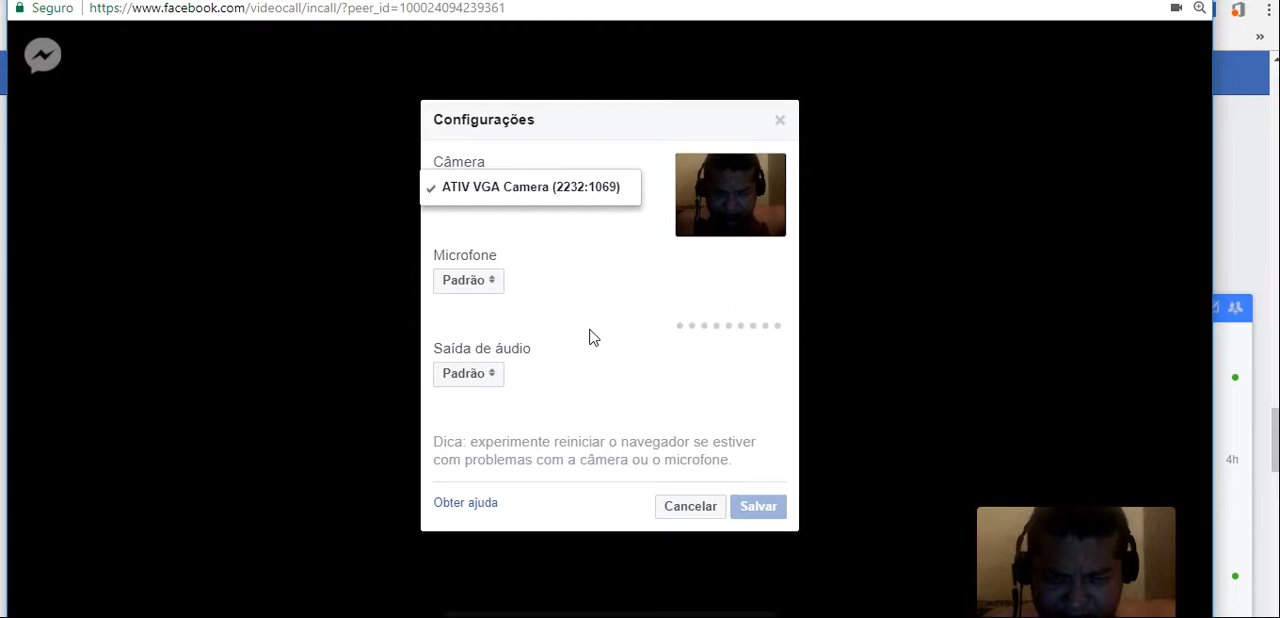 Seguro
https://www.facebook.com/videocall/incall/?peer_id=100024094239361
Configurações
Câmera
ATIV VGA Camera (2232:1069)
Microfone
Padrão
Saída de áudio
Padrão
Dica: experimente reiniciar o navegador se estiver
com problemas com a câmera ou o microfone.
Obter ajuda
Cancelar
Salvar
4h